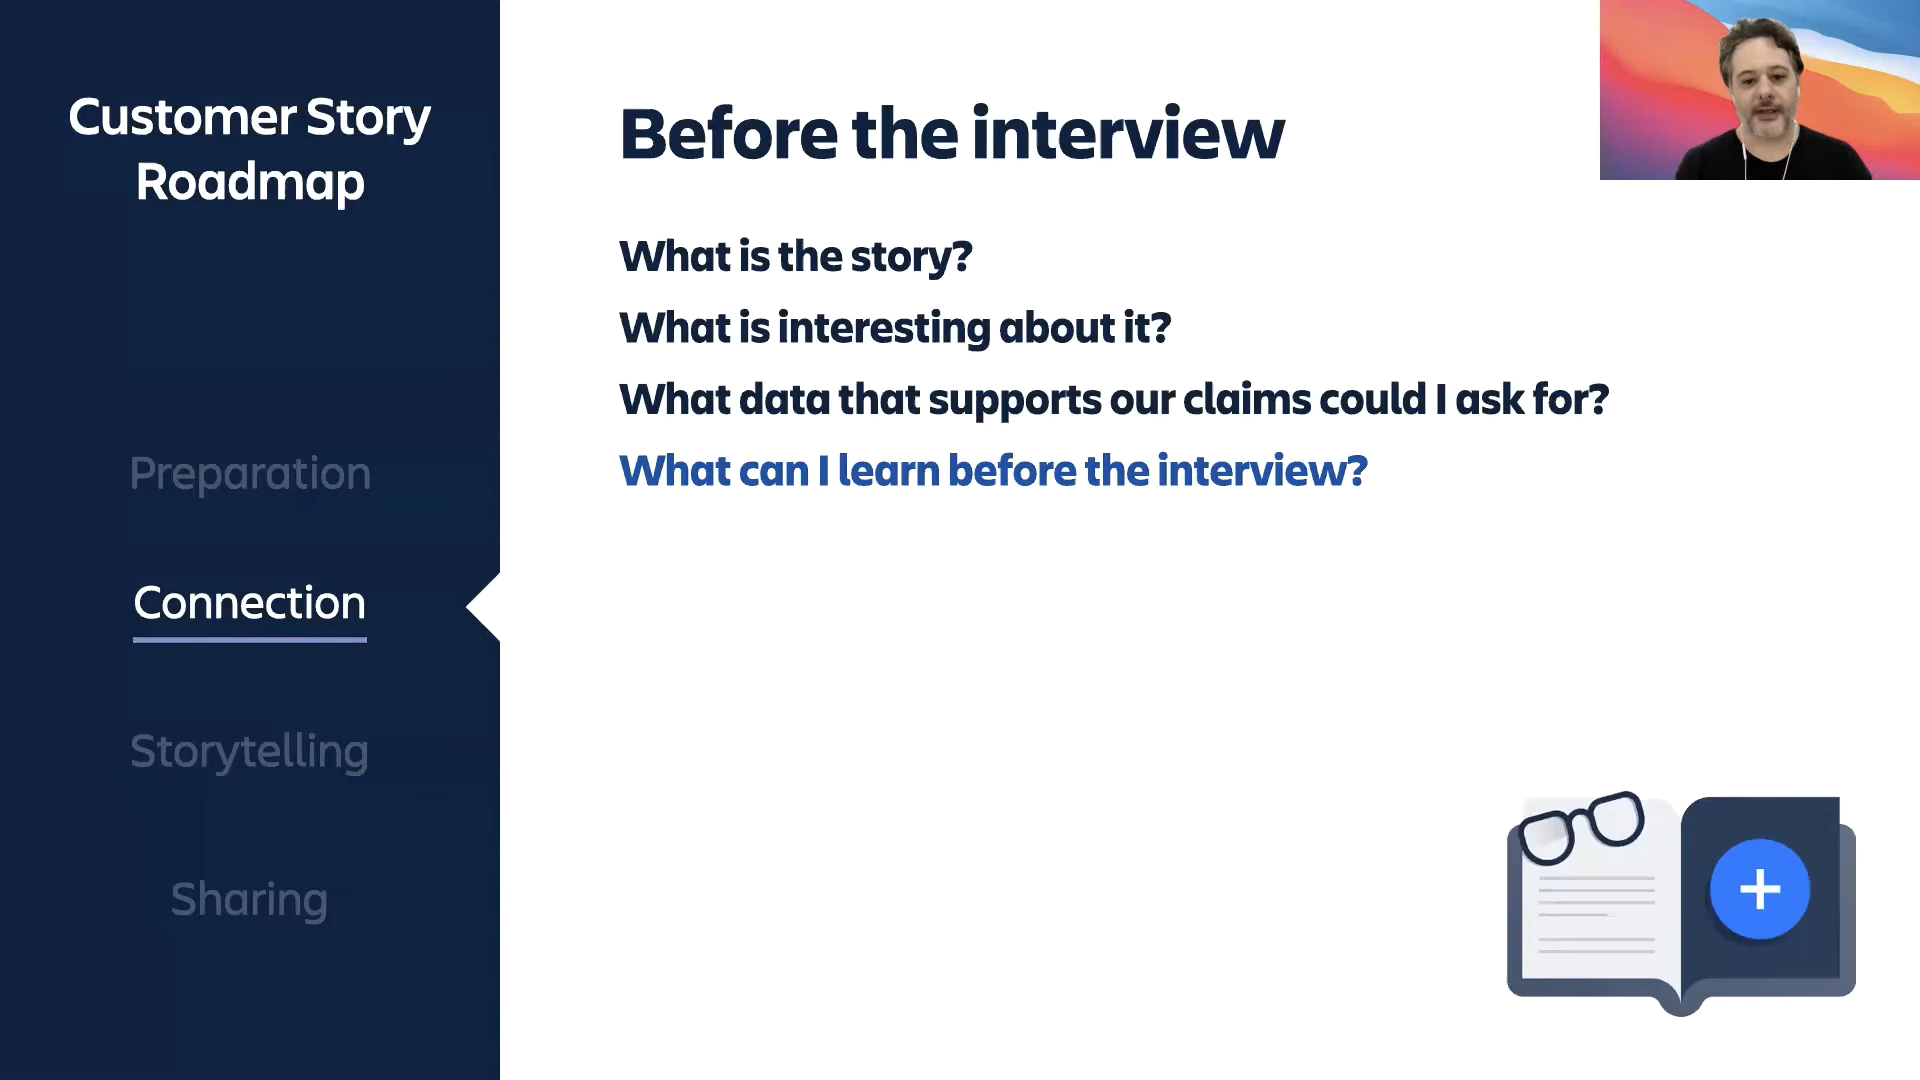 Customer Story
Roadmap
Preparation
Connection
Storytelling
Sharing
Before the interview
What is the story?
What is interesting about it?
What data that supports our claims could I ask for?
What can I learn before the interview?